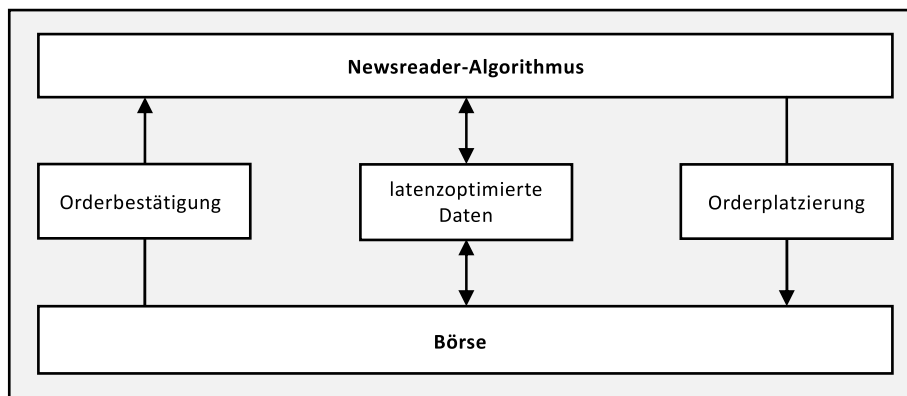 Newsreader-Algorithmus
Orderbestätigung
latenzoptimierte
Daten
Orderplatzierung
Börse